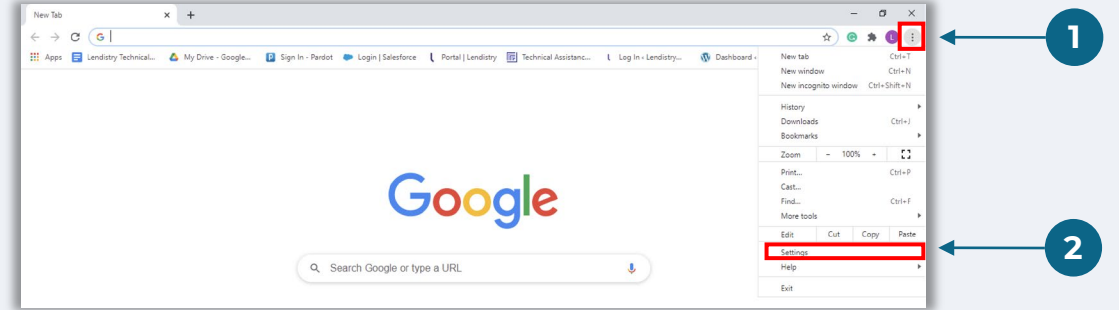 New Tab
G
Apps Lendistry Technical... My Drive - Google... Sign In - Pardot Login | Salesforce Portal | Lendistry Technical Assistanc... Log In ‹ Lendistry... Dashboard ‹
L
1
New tab Ctrl+T
New window Ctrl+N
New incognito window Ctrl+Shift+N
History
Downloads Ctrl+J
Bookmarks
Zoom - 100% +
Print... Ctrl+P
Cast...
Find... Ctrl+F
More tools
Edit Cut Copy Paste
Settings
2
Help
Exit
Google
Search Google or type a URL